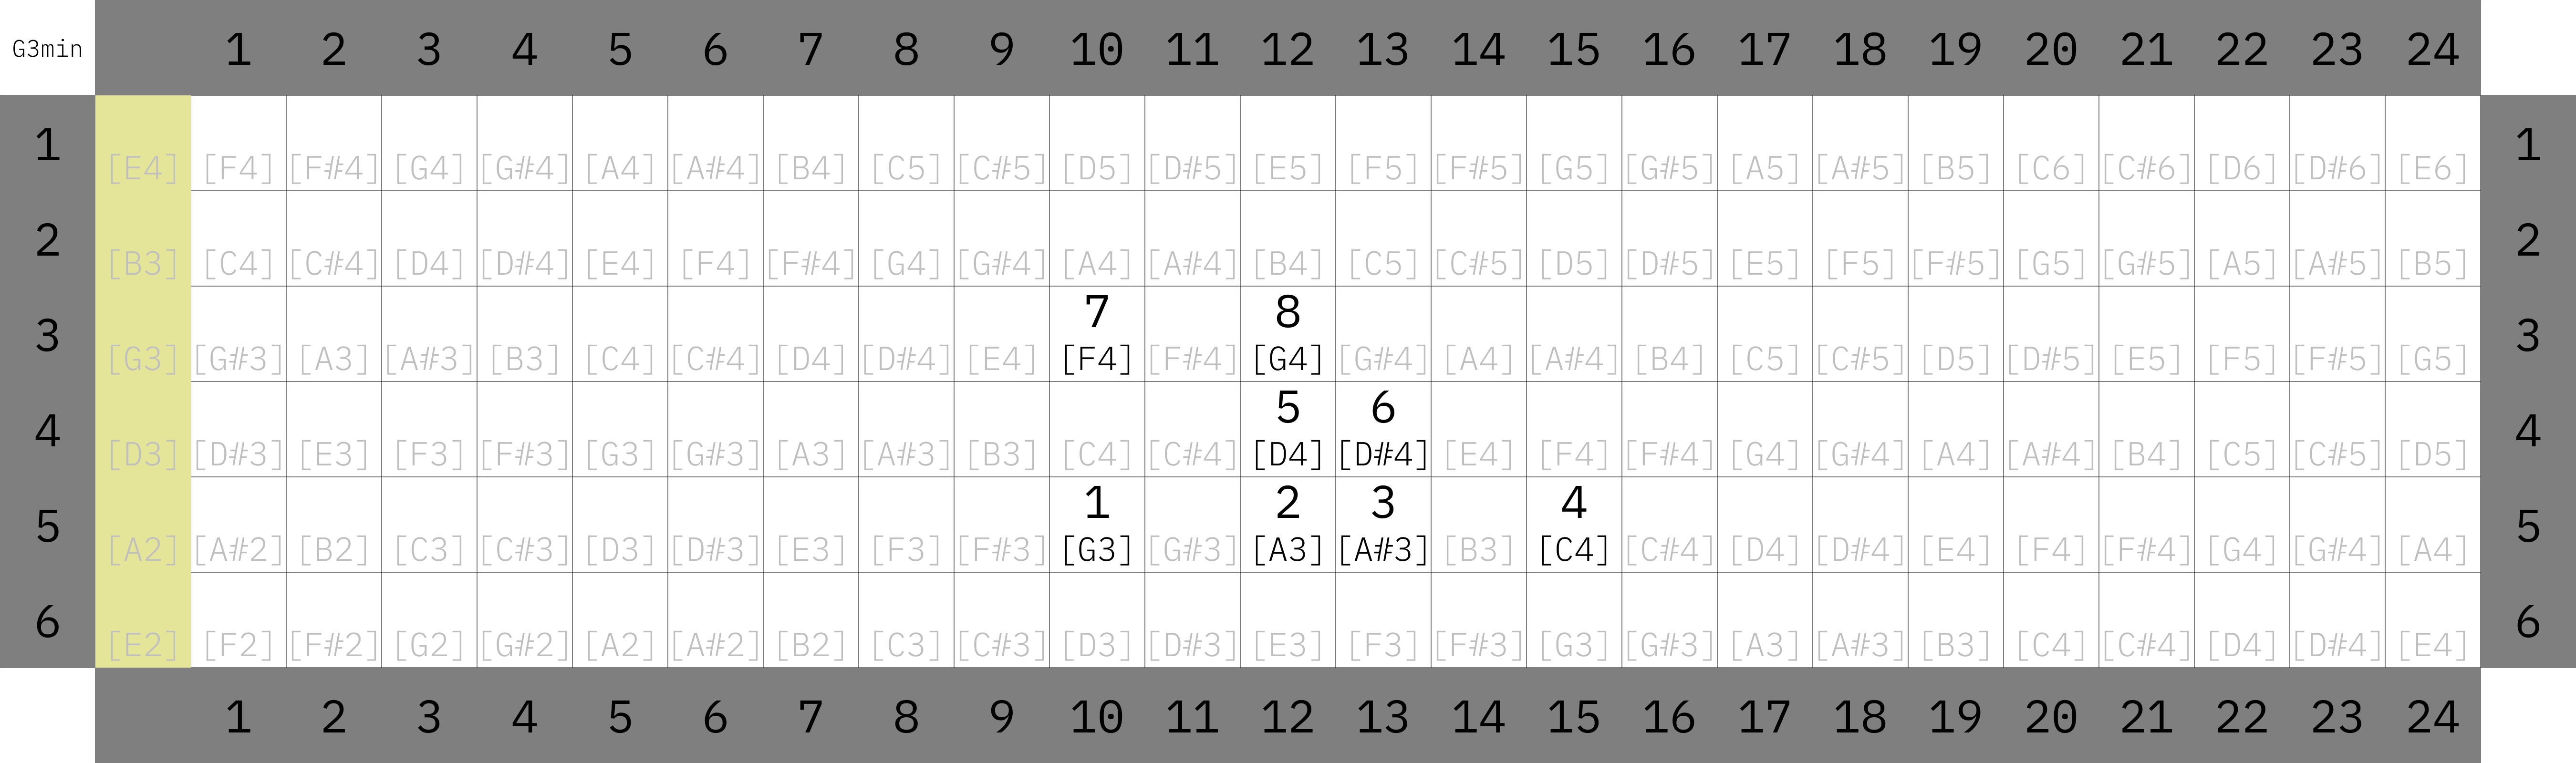 G3min 1 2 3 4 5 6 7 8 9 10 11 12 13 14 15 16 17 18 19 20 21 22 23 24
1 [E4] [F4] [F#4] [G4] [G#4] [A4] [A#4] [B4] [C5] [C#5] [D5] [D#5] [E5] [F5] [F#5] [G5] [G#5] [A5] [A#5] [B5] [C6] [C#6] [D6] [D#6] [E6] 1
2 [B3] [C4] [C#4] [D4] [D#4] [E4] [F4] [F#4] [G4] [G#4] [A4] [A#4] [B4] [C5] [C#5] [D5] [D#5] [E5] [F5] [F#5] [G5] [G#5] [A5] [A#5] [B5] 2
7 8
3 [G3] [G#3] [A3] [A#3] [B3] [C4] [C#4] [D4] [D#4] [E4] [F4] [F#4] [G4] [G#4] [A4] [A#4] [B4] [C5] [C#5] [D5] [D#5] [E5] [F5] [F#5] [G5] 3
5 6
4 [D3] [D#3] [E3] [F3] [F#3] [G3] [G#3] [A3] [A#3] [B3] [C4] [C#4] [D4] [D#4] [E4] [F4] [F#4] [G4] [G#4] [A4] [A#4] [B4] [C5] [C#5] [D5] 4
1 2 3 4
5 [A2] [A#2] [B2] [C3] [C#3] [D3] [D#3] [E3] [F3] [F#3] [G3] [G#3] [A3] [A#3] [B3] [C4] [C#4] [D4] [D#4] [E4] [F4] [F#4] [G4] [G#4] [A4] 5
6 [E2] [F2] [F#2] [G2] [G#2] [A2] [A#2] [B2] [C3] [C#3] [D3] [D#3] [E3] [F3] [F#3] [G3] [G#3] [A3] [A#3] [B3] [C4] [C#4] [D4] [D#4] [E4] 6
1 2 3 4 5 6 7 8 9 10 11 12 13 14 15 16 17 18 19 20 21 22 23 24